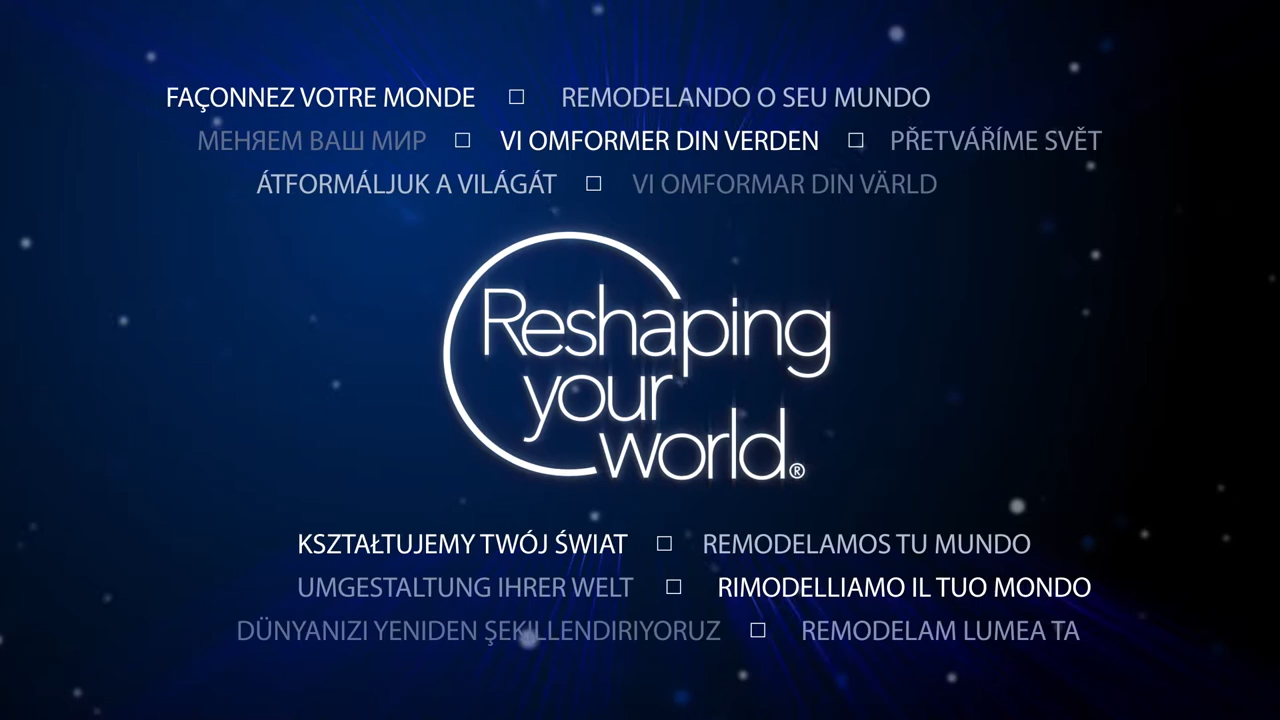 FAÇONNEZ VOTRE MONDE □ REMODELANDO O SEU MUNDO
МЕНЯЕМ ВАШ МИР □ VI OMFORMER DIN VERDEN □ PŘETVÁŘÍME SVĚT
ÁTFORMÁLJUK A VILÁGÁT □ VI OMFORMAR DIN VÄRLD
Reshaping
your
world®
KSZTAŁTUJEMY TWÓJ ŚWIAT □ REMODELAMOS TU MUNDO
UMGESTALTUNG IHRER WELT □ RIMODELLIAMO IL TUO MONDO
DÜNYANIZI YENIDEN ŞEKILLENDIRIYORUZ □ REMODELAM LUMEA TA